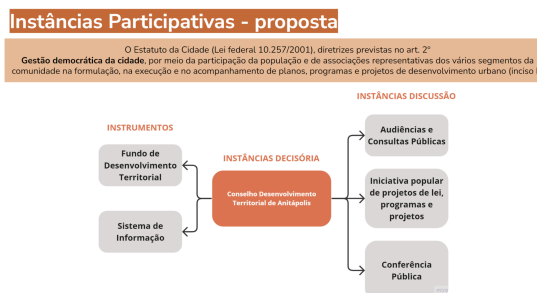 Instâncias Participativas - proposta
O Estatuto da Cidade (Lei federal 10.257/2001), diretrizes previstas no art. 2º
Gestão democrática da cidade, por meio da participação da população e de associações representativas dos vários segmentos da
comunidade na formulação, na execução e no acompanhamento de planos, programas e projetos de desenvolvimento urbano (inciso
INSTÂNCIAS DISCUSSÃO
INSTRUMENTOS
Audiências e
Consultas Públicas
Fundo de
Desenvolvimento
Territorial
INSTÂNCIAS DECISÓRIA
Conselho Desenvolvimento
Territorial de Anitápolis
Iniciativa popular
de projetos de lei,
programas e
projetos
Sistema de
Informação
Conferência
Pública